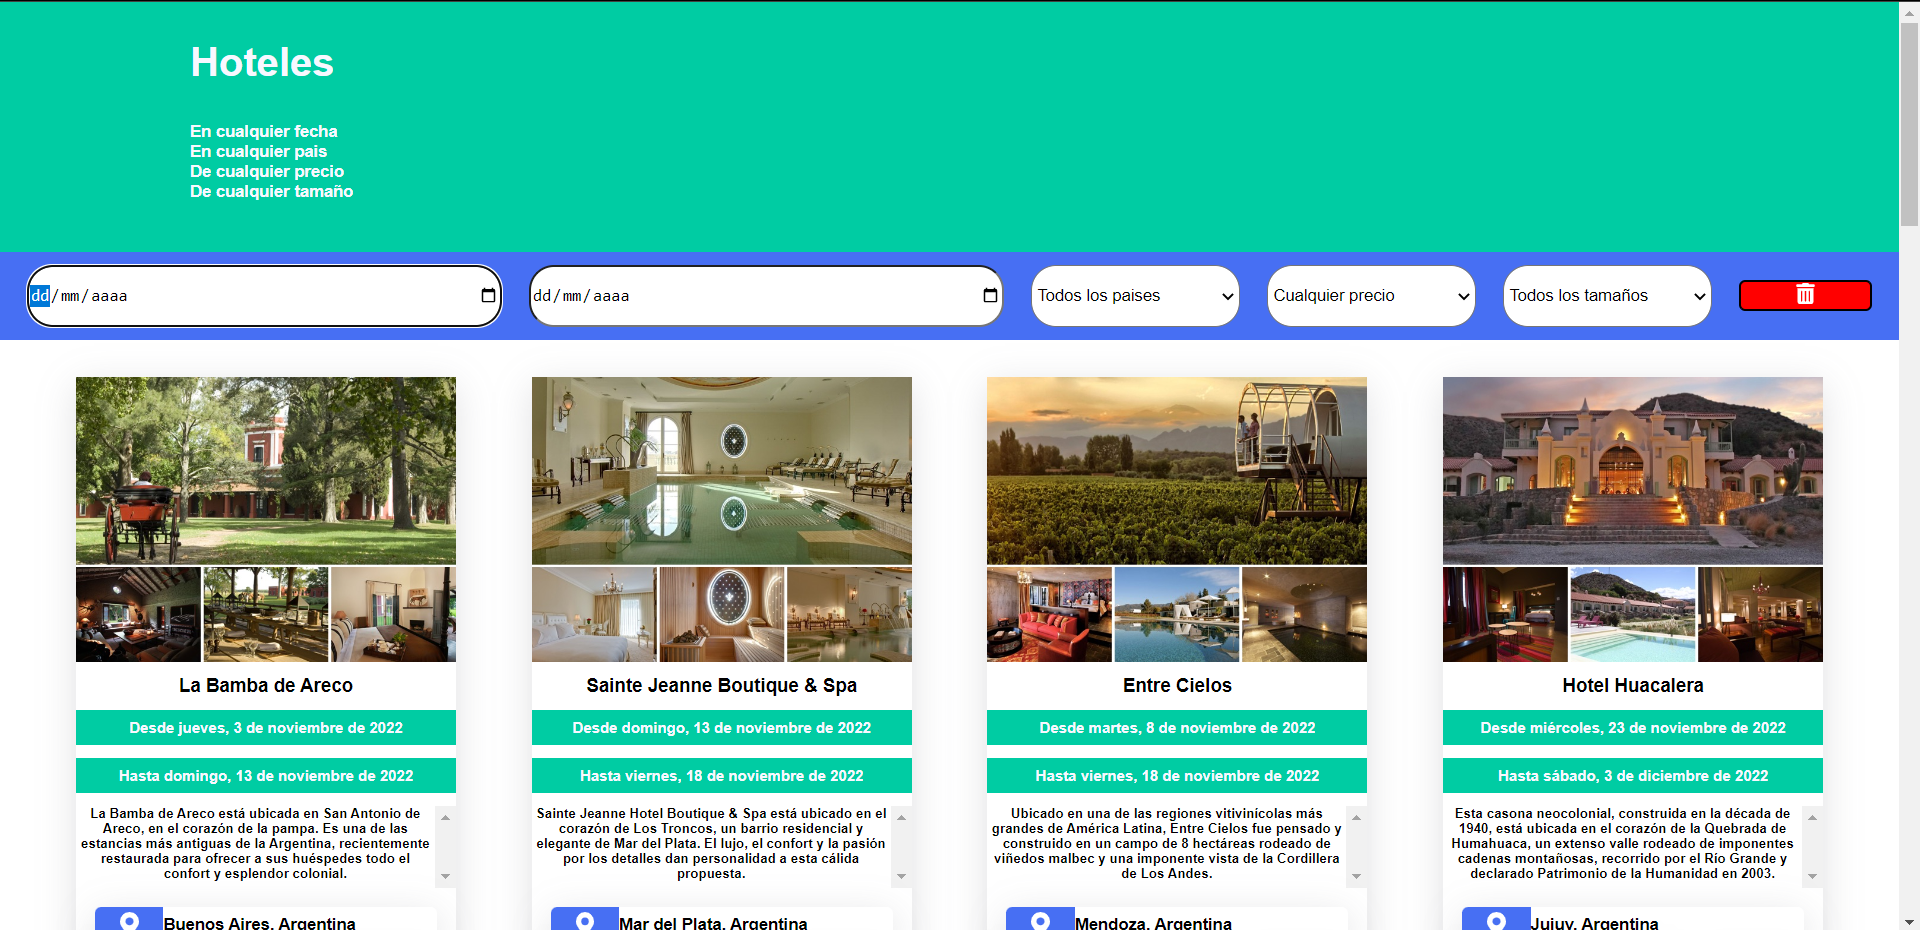 Hoteles
En cualquier fecha
En cualquier pais
De cualquier precio
De cualquier tamaño
dd/mm/aaaa
dd/mm/aaaa
Todos los paises
Cualquier precio
Todos los tamaños
La Bamba de Areco
Desde jueves, 3 de noviembre de 2022
Hasta domingo, 13 de noviembre de 2022
La Bamba de Areco está ubicada en San Antonio de
Areco, en el corazón de la pampa. Es una de las
estancias más antiguas de la Argentina, recientemente
restaurada para ofrecer a sus huéspedes todo el
confort y esplendor colonial.
Buenos Aires, Argentina
Sainte Jeanne Boutique & Spa
Desde domingo, 13 de noviembre de 2022
Hasta viernes, 18 de noviembre de 2022
Sainte Jeanne Hotel Boutique & Spa está ubicado en el
corazón de Los Troncos, un barrio residencial y
elegante de Mar del Plata. El lujo, el confort y la pasión
por los detalles dan personalidad a esta cálida
propuesta.
Mar del Plata, Argentina
Entre Cielos
Desde martes, 8 de noviembre de 2022
Hasta viernes, 18 de noviembre de 2022
Ubicado en una de las regiones vitivinícolas más
grandes de América Latina, Entre Cielos fue pensado y
construido en un campo de 8 hectáreas rodeado de
viñedos malbec y una imponente vista de la Cordillera
de Los Andes.
Mendoza, Argentina
Hotel Huacalera
Desde miércoles, 23 de noviembre de 2022
Hasta sábado, 3 de diciembre de 2022
Esta casona neocolonial, construida en la década de
1940, está ubicada en el corazón de la Quebrada de
Humahuaca, un extenso valle rodeado de imponentes
cadenas montañosas, recorrido por el Río Grande y
declarado Patrimonio de la Humanidad en 2003.
Jujuy, Argentina